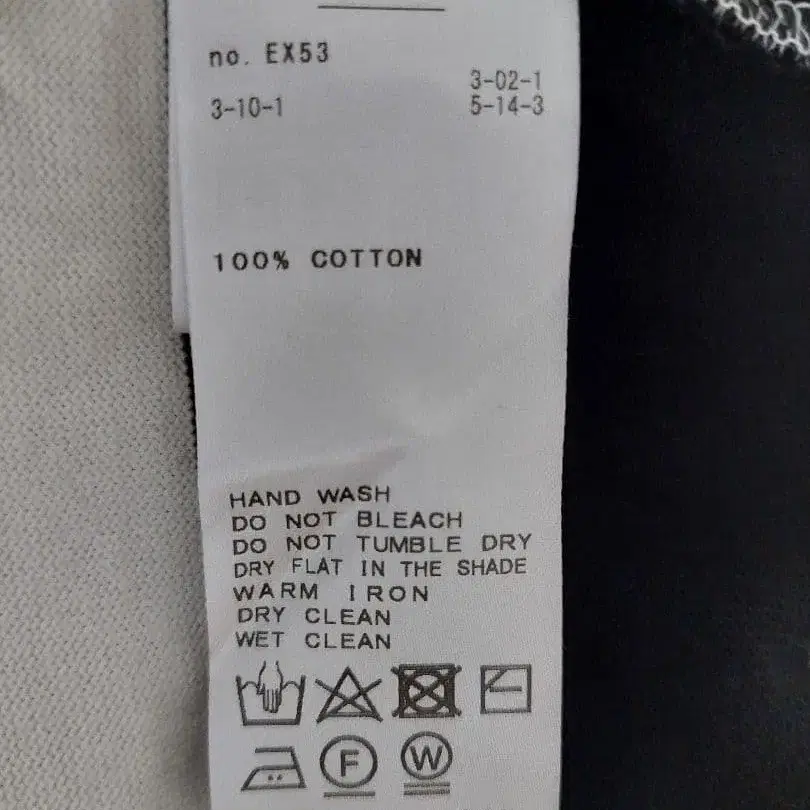 no. EX53
3-02-1
3-10-1 5-14-3
100% COTTON
HAND WASH
DO NOT BLEACH
DO NOT TUMBLE DRY
DRY FLAT IN THE SHADE
WARM IRON
DRY CLEAN
WET CLEAN
F W